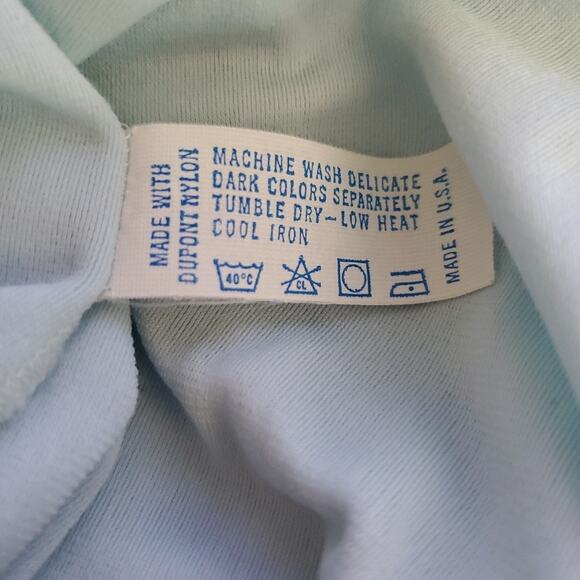 MADE WITH
DUPONT NYLON
MACHINE WASH DELICATE
DARK COLORS SEPARATELY
TUMBLE DRY-LOW HEAT
COOL IRON
40°C
CL
MADE IN U.S.A.